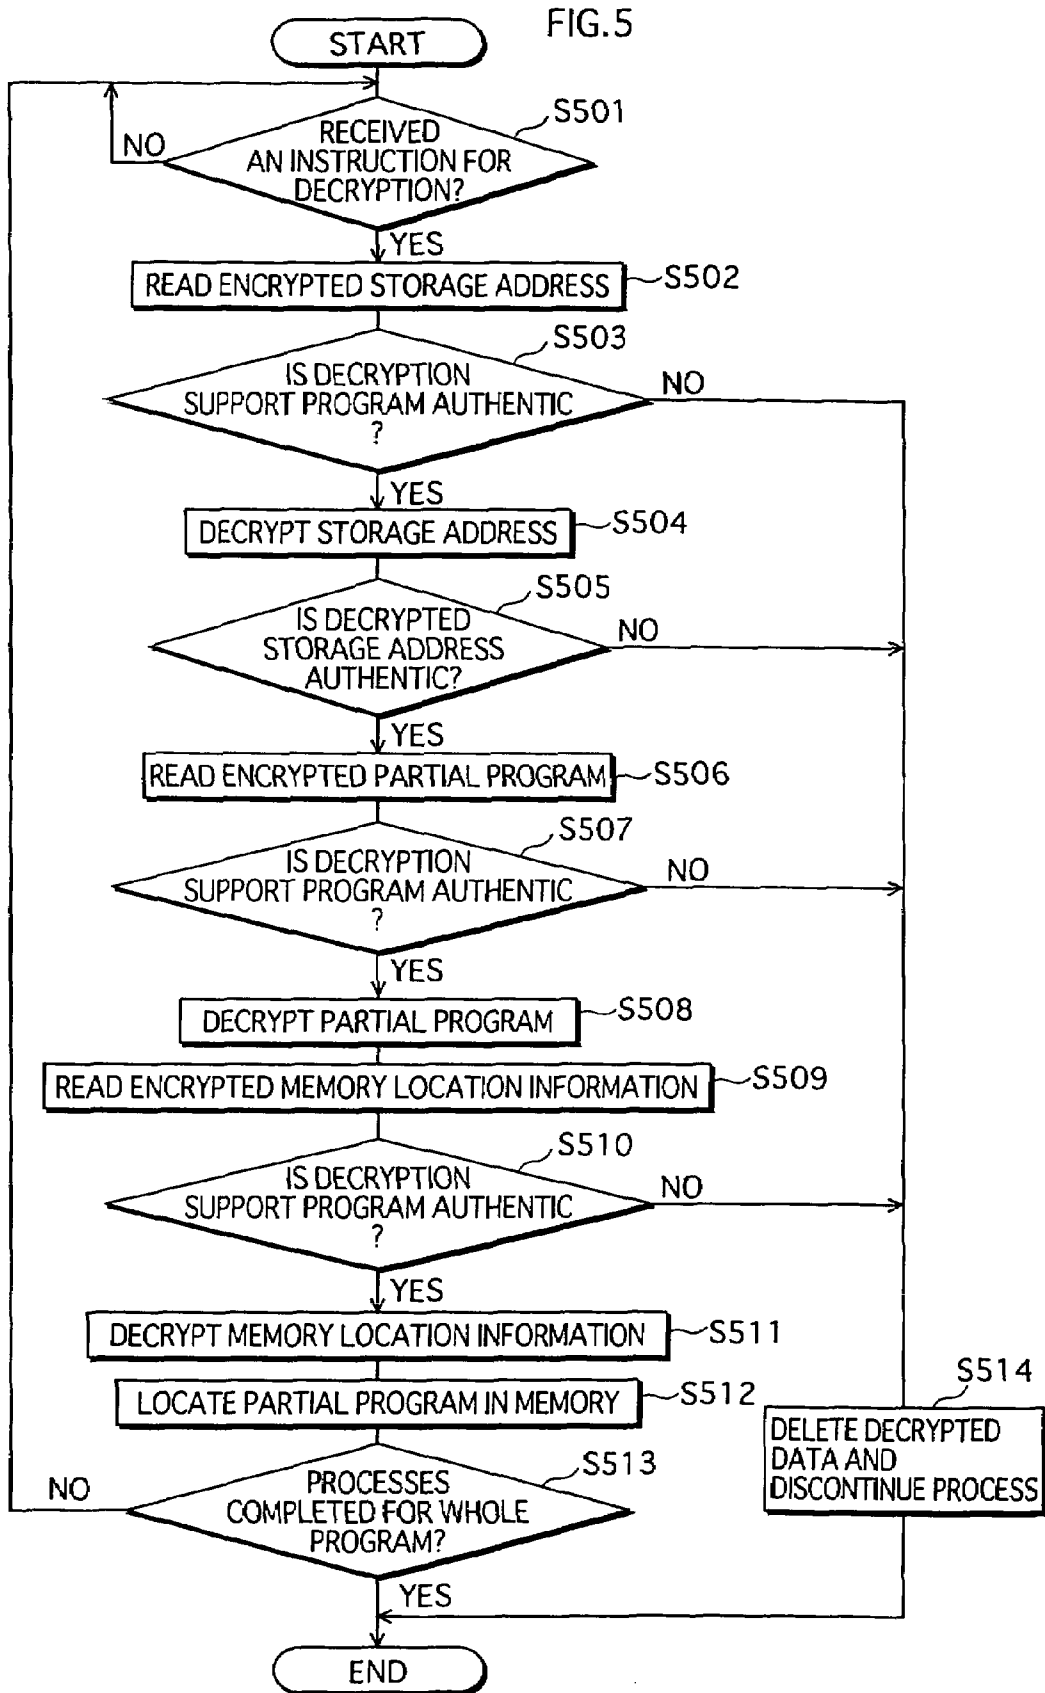 FIG.5
START
S501
RECEIVED
AN INSTRUCTION FOR
DECRYPTION?
NO
YES
READ ENCRYPTED STORAGE ADDRESS
S502
S503
IS DECRYPTION
SUPPORT PROGRAM AUTHENTIC
?
NO
YES
DECRYPT STORAGE ADDRESS
S504
S505
IS DECRYPTED
STORAGE ADDRESS
AUTHENTIC?
NO
YES
READ ENCRYPTED PARTIAL PROGRAM
S506
S507
IS DECRYPTION
SUPPORT PROGRAM AUTHENTIC
?
NO
YES
DECRYPT PARTIAL PROGRAM
S508
READ ENCRYPTED MEMORY LOCATION INFORMATION
S509
S510
IS DECRYPTION
SUPPORT PROGRAM AUTHENTIC
?
NO
YES
DECRYPT MEMORY LOCATION INFORMATION
S511
LOCATE PARTIAL PROGRAM IN MEMORY
S512
S513
PROCESSES
COMPLETED FOR WHOLE
PROGRAM?
NO
YES
S514
DELETE DECRYPTED
DATA AND
DISCONTINUE PROCESS
END